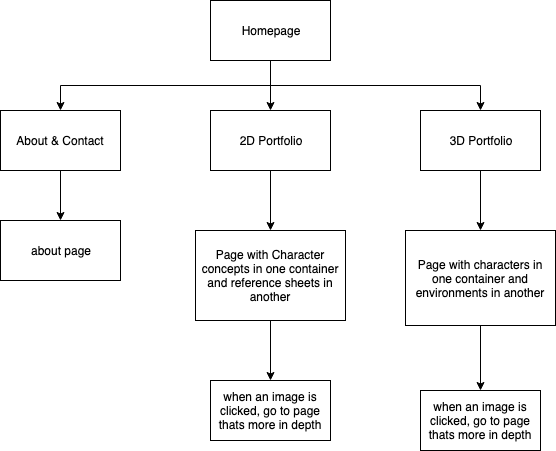 Homepage
About & Contact
2D Portfolio
3D Portfolio
about page
Page with Character
concepts in one container
and reference sheets in
another
Page with characters in
one container and
environments in another
when an image is
clicked, go to page
thats more in depth
when an image is
clicked, go to page
thats more in depth